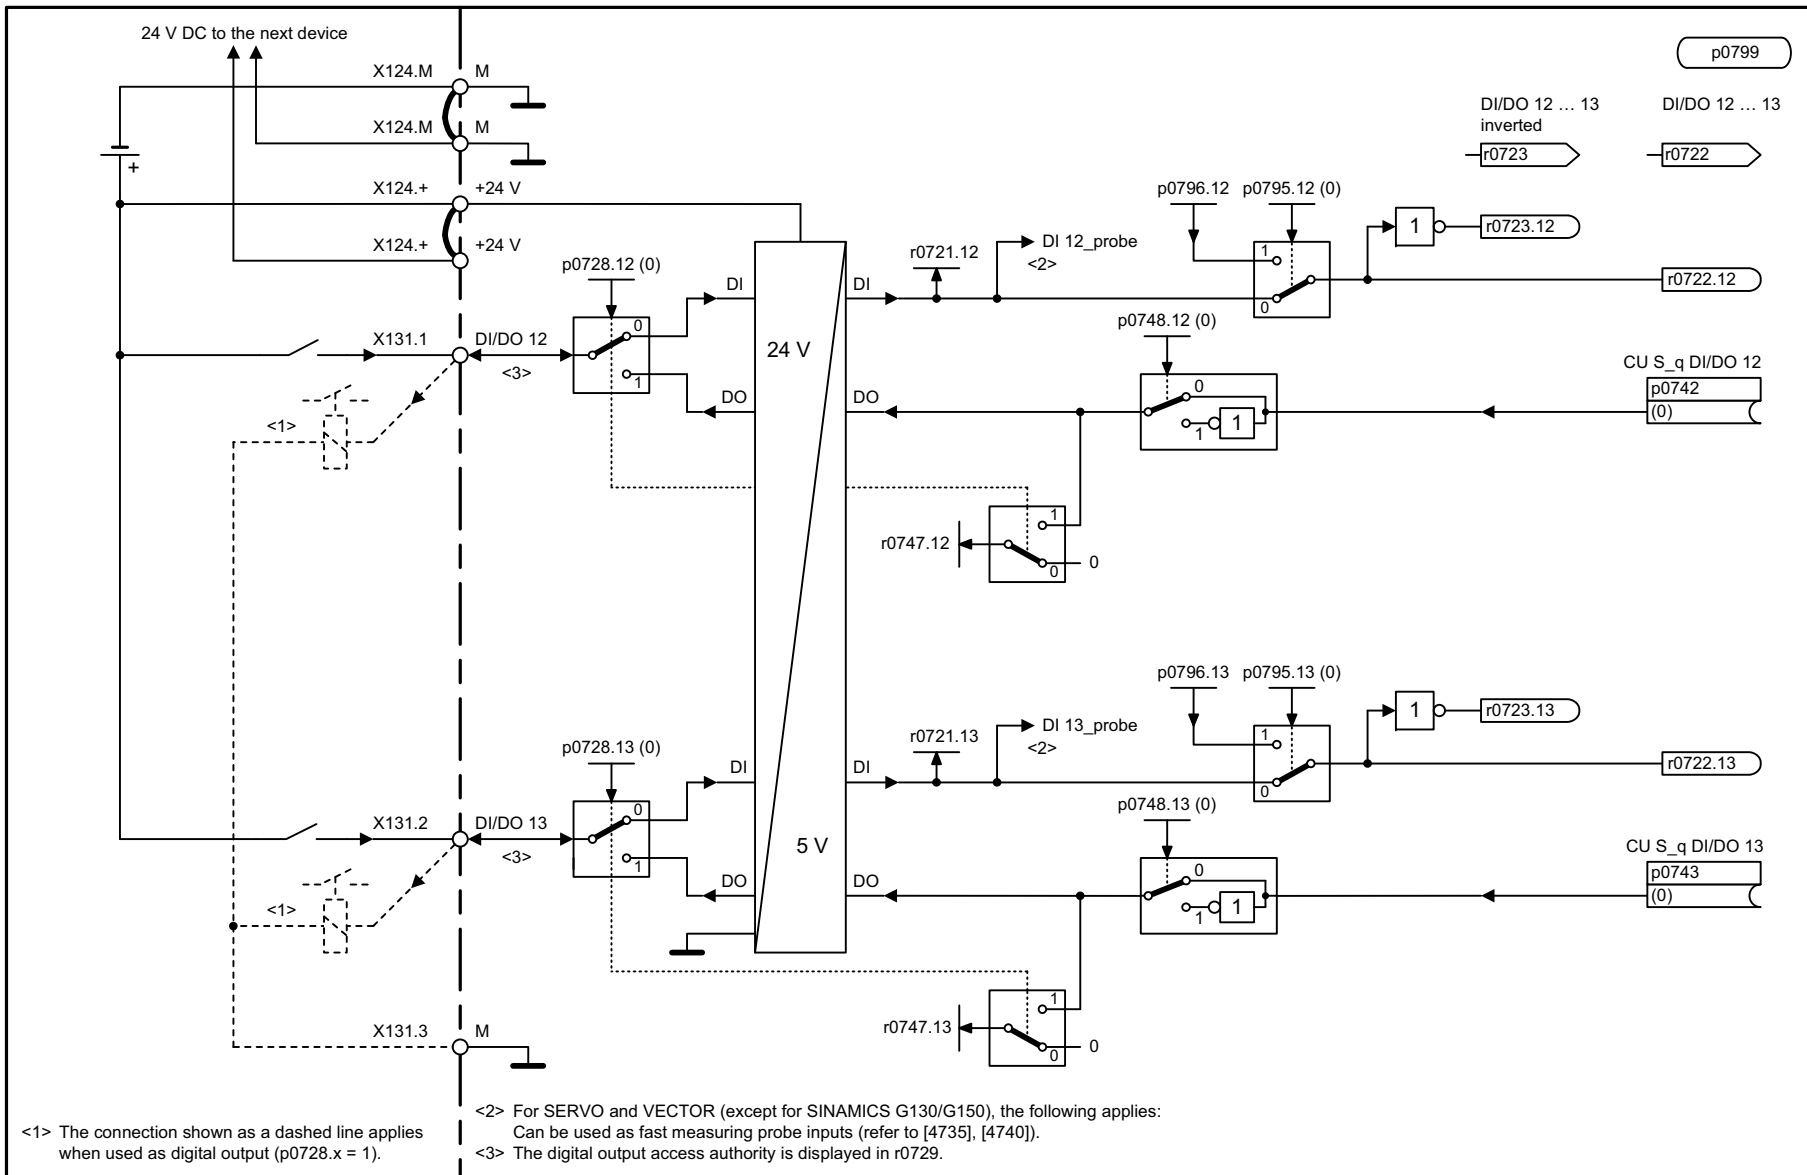 24 V DC to the next device
p0799
X124.M M
DI/DO 12 … 13
inverted
DI/DO 12 … 13
X124.M M
r0723
r0722
+
X124.+ +24 V
p0796.12 p0795.12 (0)
1
r0723.12
X124.+ +24 V
DI 12_probe
<2>
r0721.12
1
0
p0728.12 (0)
DI
DI
r0722.12
p0748.12 (0)
X131.1 DI/DO 12
<3>
0
1
24 V
CU S_q DI/DO 12
p0742
(0)
DO
DO
0
1
1
<1>
r0747.12
1
0
0
p0796.13 p0795.13 (0)
1
r0723.13
DI 13_probe
<2>
r0721.13
1
0
p0728.13 (0)
DI
DI
r0722.13
p0748.13 (0)
X131.2 DI/DO 13
<3>
0
1
5 V
CU S_q DI/DO 13
p0743
(0)
DO
DO
0
1
1
<1>
r0747.13
1
0
0
X131.3 M
<1> The connection shown as a dashed line applies
when used as digital output (p0728.x = 1).
<2> For SERVO and VECTOR (except for SINAMICS G130/G150), the following applies:
Can be used as fast measuring probe inputs (refer to [4735], [4740]).
<3> The digital output access authority is displayed in r0729.